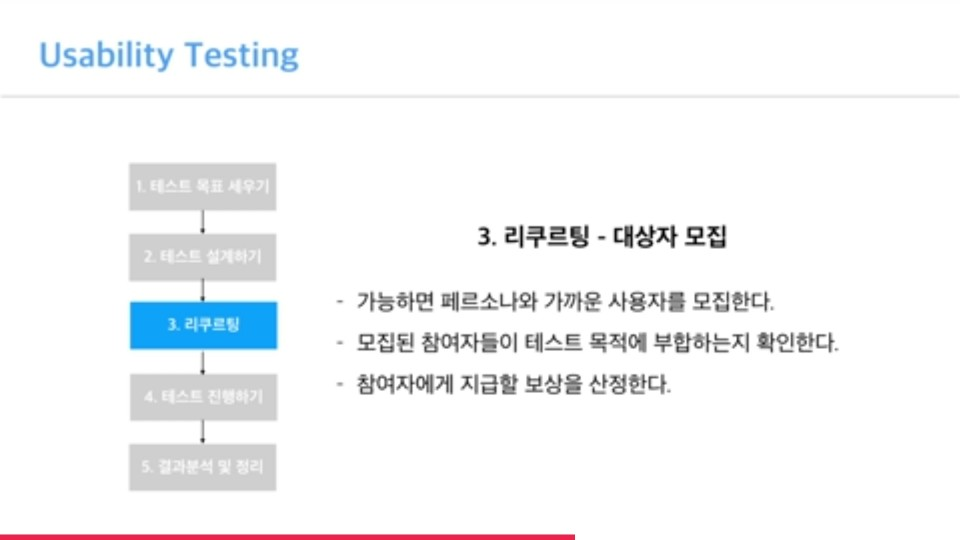 Usability Testing
1. 테스트 목표 세우기
2. 테스트 설계하기
3. 리쿠르팅
4. 테스트 진행하기
5. 결과분석 및 정리
3. 리쿠르팅 - 대상자 모집
- 가능하면 페르소나와 가까운 사용자를 모집한다.
- 모집된 참여자들이 테스트 목적에 부합하는지 확인한다.
- 참여자에게 지급할 보상을 산정한다.